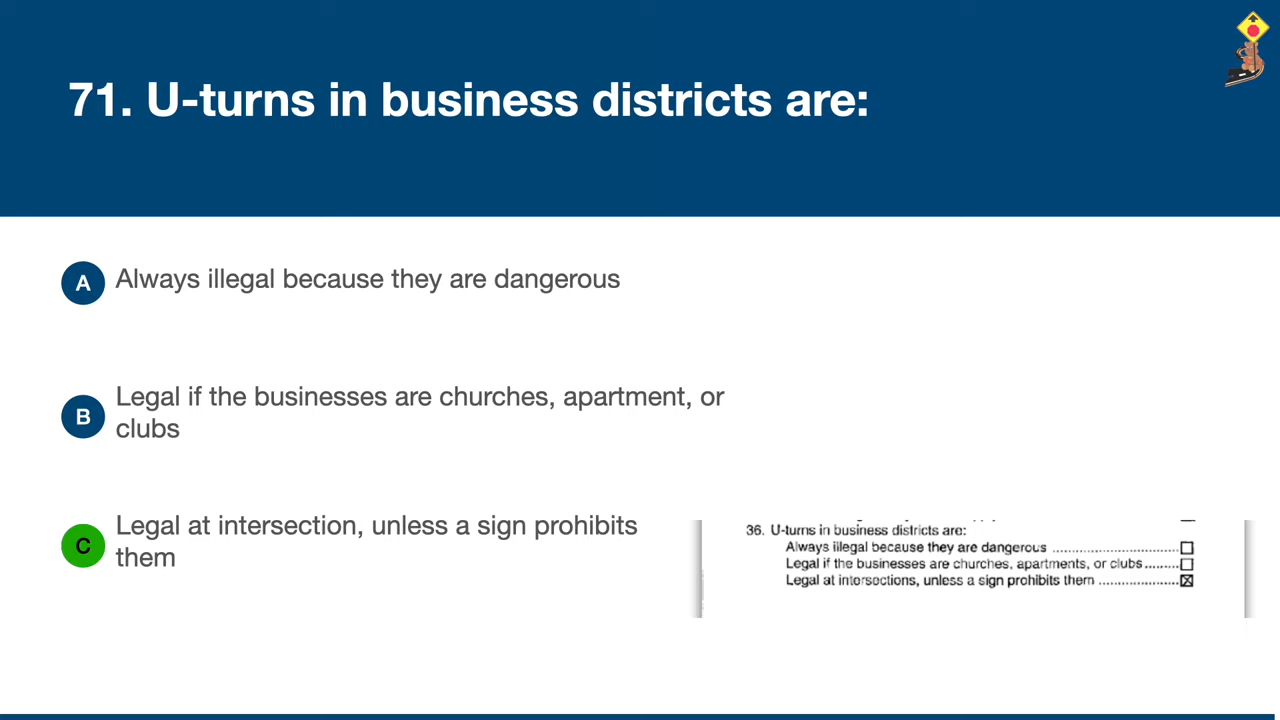 71. U-turns in business districts are:
A Always illegal because they are dangerous
B Legal if the businesses are churches, apartment, or
clubs
C Legal at intersection, unless a sign prohibits
them
36. U-turns in business districts are:
Always illegal because they are dangerous
Legal if the businesses are churches, apartments, or clubs
Legal at intersections, unless a sign prohibits them